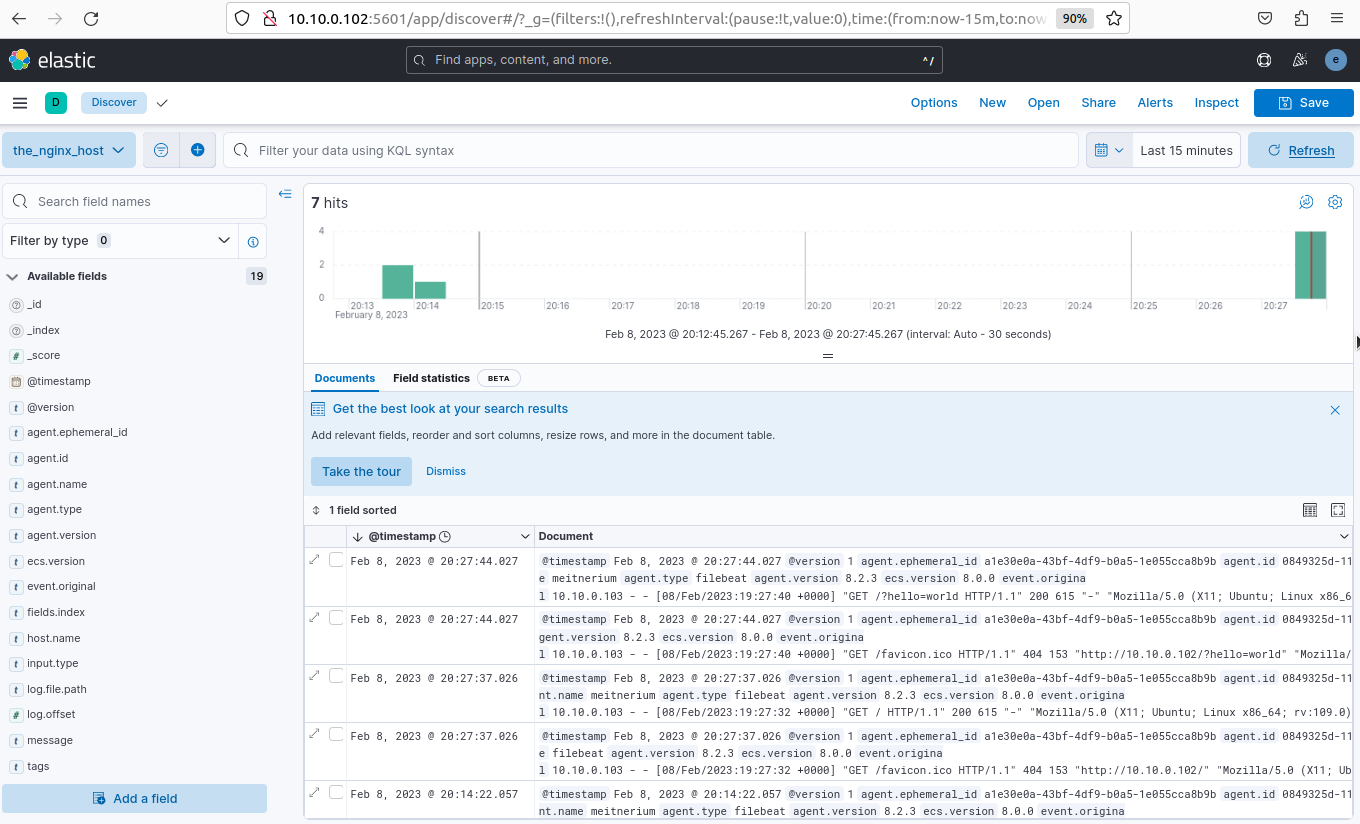 10.10.0.102:5601/app/discover#/?_g=(filters:!(),refreshInterval:(pause:!t,value:0),time:(from:now-15m,to:now
90%
elastic
Find apps, content, and more.
^/
e
D
Discover
Options
New
Open
Share
Alerts
Inspect
Save
the_nginx_host
Filter your data using KQL syntax
Last 15 minutes
Refresh
Search field names
Filter by type 0
Available fields 19
_id
_index
# _score
@timestamp
t @version
t agent.ephemeral_id
t agent.id
t agent.name
t agent.type
t agent.version
t ecs.version
t event.original
t fields.index
t host.name
t input.type
t log.file.path
# log.offset
t message
t tags
Add a field
7 hits
4
2
0
20:13 20:14 20:15 20:16 20:17 20:18 20:19 20:20 20:21 20:22 20:23 20:24 20:25 20:26 20:27
February 8, 2023
Feb 8, 2023 @ 20:12:45.267 - Feb 8, 2023 @ 20:27:45.267 (interval: Auto - 30 seconds)
Documents
Field statistics
BETA
Get the best look at your search results
Add relevant fields, reorder and sort columns, resize rows, and more in the document table.
Take the tour
Dismiss
1 field sorted
@timestamp
Document
Feb 8, 2023 @ 20:27:44.027
@timestamp Feb 8, 2023 @ 20:27:44.027 @version 1 agent.ephemeral_id a1e30e0a-43bf-4df9-b0a5-1e055cca8b9b agent.id 0849325d-11
e meitnerium agent.type filebeat agent.version 8.2.3 ecs.version 8.0.0 event.origina
l 10.10.0.103 - - [08/Feb/2023:19:27:40 +0000] "GET /?hello=world HTTP/1.1" 200 615 "-" "Mozilla/5.0 (X11; Ubuntu; Linux x86_6
Feb 8, 2023 @ 20:27:44.027
@timestamp Feb 8, 2023 @ 20:27:44.027 @version 1 agent.ephemeral_id a1e30e0a-43bf-4df9-b0a5-1e055cca8b9b agent.id 0849325d-11
gent.version 8.2.3 ecs.version 8.0.0 event.origina
l 10.10.0.103 - - [08/Feb/2023:19:27:40 +0000] "GET /favicon.ico HTTP/1.1" 404 153 "http://10.10.0.102/?hello=world" "Mozilla/
Feb 8, 2023 @ 20:27:37.026
@timestamp Feb 8, 2023 @ 20:27:37.026 @version 1 agent.ephemeral_id a1e30e0a-43bf-4df9-b0a5-1e055cca8b9b agent.id 0849325d-11
nt.name meitnerium agent.type filebeat agent.version 8.2.3 ecs.version 8.0.0 event.origina
l 10.10.0.103 - - [08/Feb/2023:19:27:32 +0000] "GET / HTTP/1.1" 200 615 "-" "Mozilla/5.0 (X11; Ubuntu; Linux x86_64; rv:109.0)
Feb 8, 2023 @ 20:27:37.026
@timestamp Feb 8, 2023 @ 20:27:37.026 @version 1 agent.ephemeral_id a1e30e0a-43bf-4df9-b0a5-1e055cca8b9b agent.id 0849325d-11
e filebeat agent.version 8.2.3 ecs.version 8.0.0 event.origina
l 10.10.0.103 - - [08/Feb/2023:19:27:32 +0000] "GET /favicon.ico HTTP/1.1" 404 153 "http://10.10.0.102/" "Mozilla/5.0 (X11; Ub
Feb 8, 2023 @ 20:14:22.057
@timestamp Feb 8, 2023 @ 20:14:22.057 @version 1 agent.ephemeral_id a1e30e0a-43bf-4df9-b0a5-1e055cca8b9b agent.id 0849325d-11
nt.name meitnerium agent.type filebeat agent.version 8.2.3 ecs.version 8.0.0 event.origina